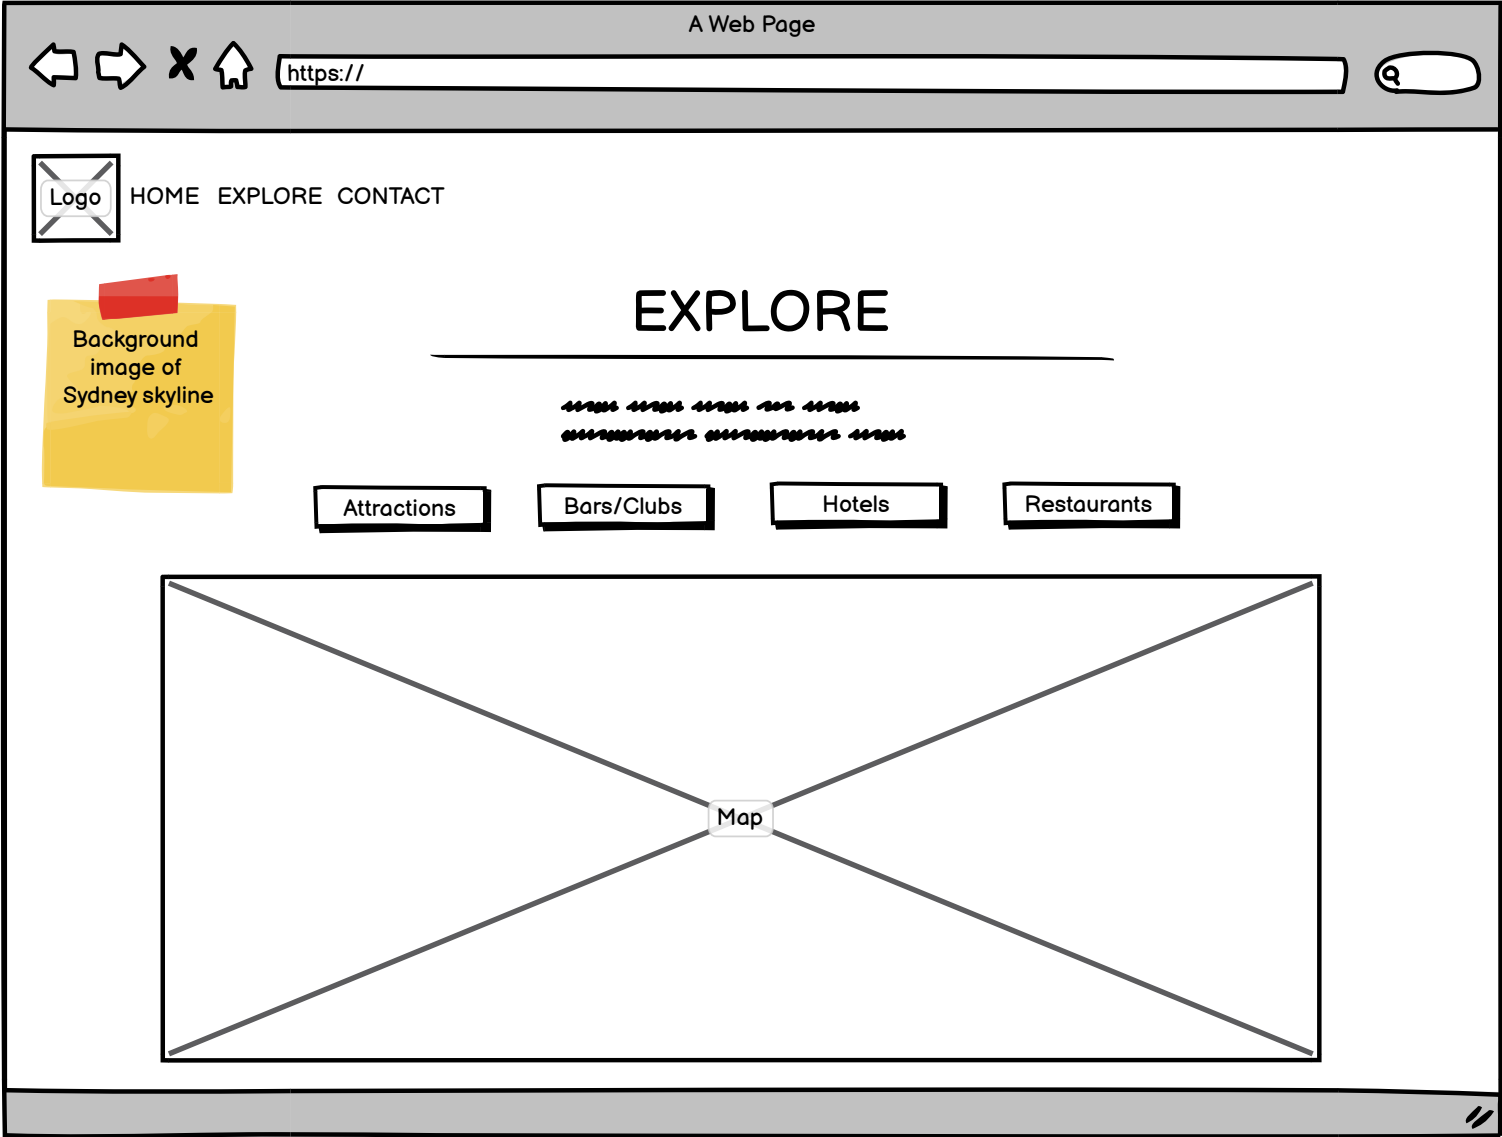 A Web Page
https://
Logo
HOME EXPLORE CONTACT
Background
image of
Sydney skyline
EXPLORE
Attractions
Bars/Clubs
Hotels
Restaurants
Map